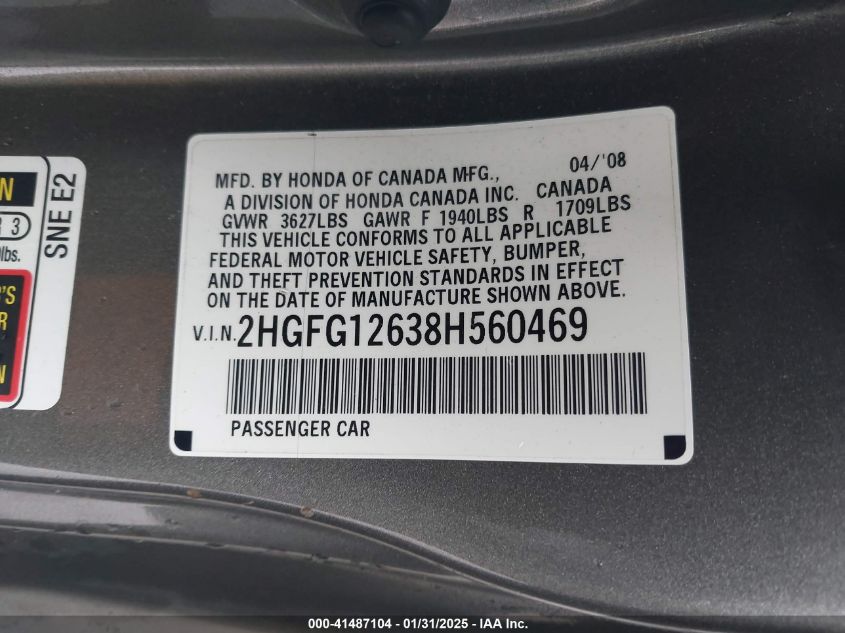 N
R 3
lbs.
SNE E2
'S
R
N
MFD. BY HONDA OF CANADA MFG., 04/'08
A DIVISION OF HONDA CANADA INC. CANADA
GVWR 3627LBS GAWR F 1940LBS R 1709LBS
THIS VEHICLE CONFORMS TO ALL APPLICABLE
FEDERAL MOTOR VEHICLE SAFETY, BUMPER,
AND THEFT PREVENTION STANDARDS IN EFFECT
ON THE DATE OF MANUFACTURE SHOWN ABOVE.
V.I.N. 2HGFG12638H560469
PASSENGER CAR
000-41487104 - 01/31/2025 - IAA Inc.